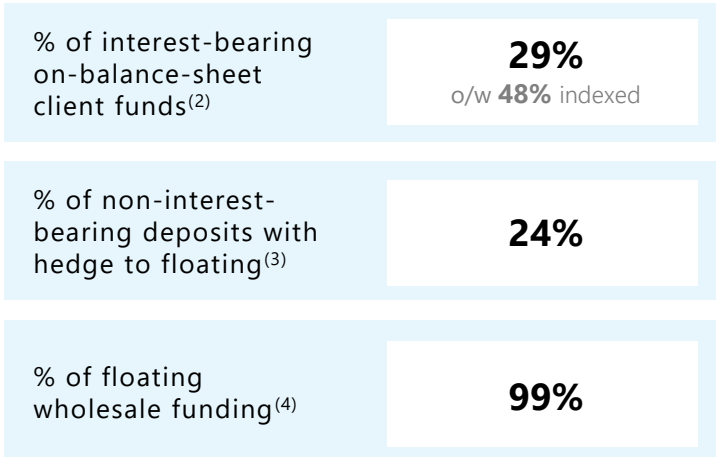 % of interest-bearing
on-balance-sheet
client funds(2)
29%
o/w 48% indexed
% of non-interest-
bearing deposits with
hedge to floating(3)
24%
% of floating
wholesale funding(4)
99%